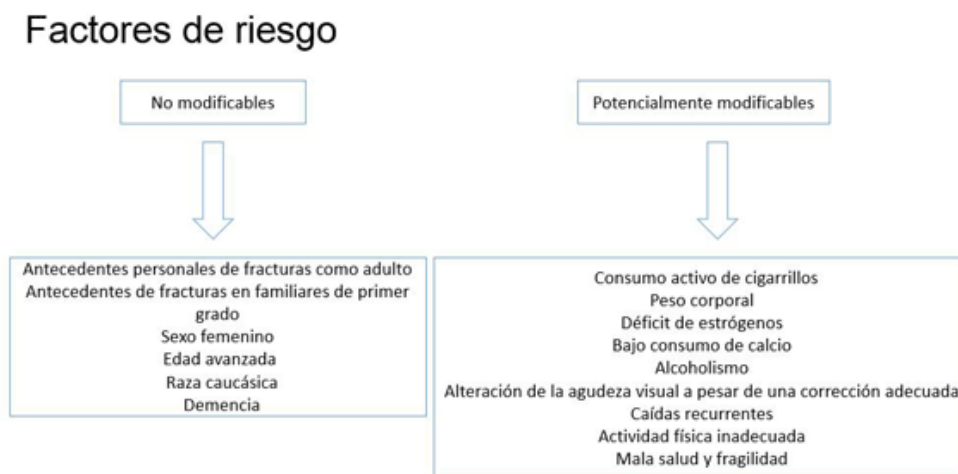 Factores de riesgo
No modificables
Potencialmente modificables
Antecedentes personales de fracturas como adulto
Antecedentes de fracturas en familiares de primer
grado
Sexo femenino
Edad avanzada
Raza caucásica
Demencia
Consumo activo de cigarrillos
Peso corporal
Déficit de estrógenos
Bajo consumo de calcio
Alcoholismo
Alteración de la agudeza visual a pesar de una corrección adecuada
Caídas recurrentes
Actividad física inadecuada
Mala salud y fragilidad